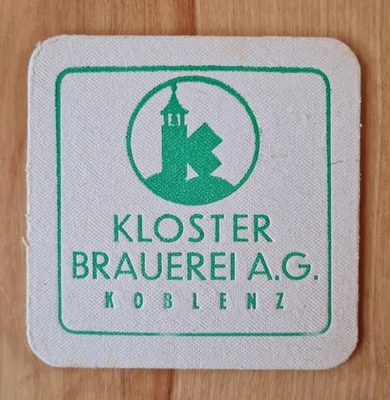 K
KLOSTER
BRAUEREI A.G.
KOBLENZ